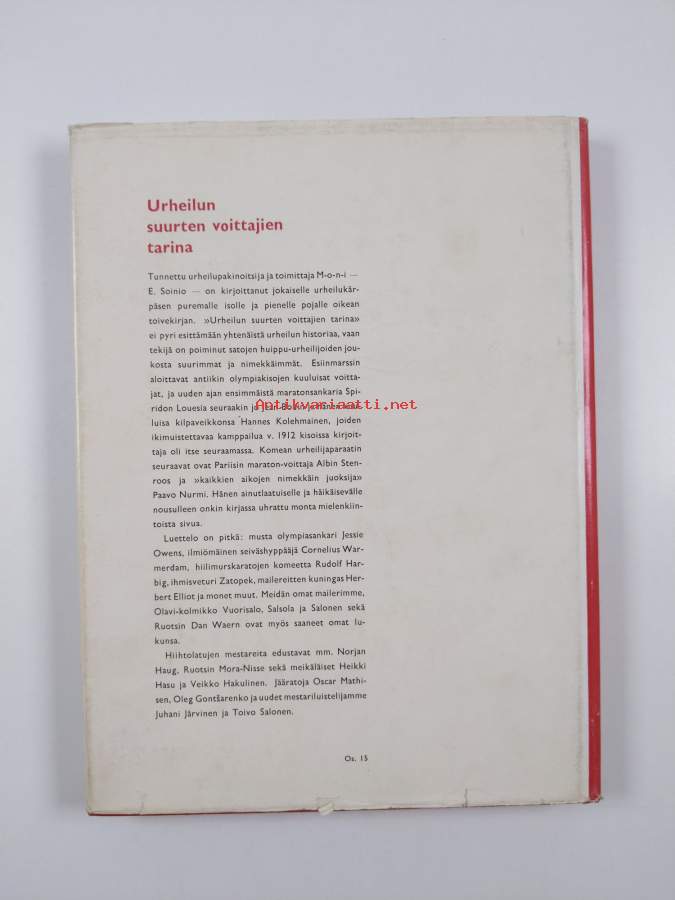 Urheilun
suurten voittajien
tarina
Tunnettu urheilupakinoitsija ja toimittaja M-o-n-i —
E. Soinio — on kirjoittanut jokaiselle urheilukär-
päsen puremalle isolle ja pienelle pojalle oikean
toivekirjan. »Urheilun suurten voittajien tarina»
ei pyri esittämään yhtenäistä urheilun historiaa, vaan
tekijä on poiminut satojen huippu-urheilijoiden jou-
kosta suurimmat ja nimekkäimmät. Esiinmarssin
aloittavat antiikin olympiakisojen kuuluisat voitta-
jat, ja uuden ajan ensimmäistä maratonsankaria Spi-
ridon Louesia seuraakin
Antikvariaatti.net
luisa kilpaveikkonsa Hannes Kolehmainen, joiden
ikimuistettavaa kamppailua v. 1912 kisoissa kirjoit-
taja oli itse seuraamassa. Komean urheilijaparaatin
seuraavat ovat Pariisin maraton-voittaja Albin Sten-
roos ja »kaikkien aikojen nimekkäin juoksija»
Paavo Nurmi. Hänen ainutlaatuiselle ja häikäisevälle
nousulleen onkin kirjassa uhrattu monta mielenkiin-
toista sivua.
Luettelo on pitkä: musta olympiasankari Jessie
Owens, ilmiömäinen seiväshyppääjä Cornelius War-
merdam, hiilimurskaratojen komeetta Rudolf Har-
big, ihmisveturi Zatopek, mailereitten kuningas Her-
bert Elliot ja monet muut. Meidän omat mailerimme,
Olavi-kolmikko Vuorisalo, Salsola ja Salonen sekä
Ruotsin Dan Waern ovat myös saaneet omat lu-
kunsa.
Hiihtolatujen mestareita edustavat mm. Norjan
Haug, Ruotsin Mora-Nisse sekä meikäläiset Heikki
Hasu ja Veikko Hakulinen. Jääratoja Oscar Mathi-
sen, Oleg Gontšarenko ja uudet mestariluistelijamme
Juhani Järvinen ja Toivo Salonen.
Os. 15